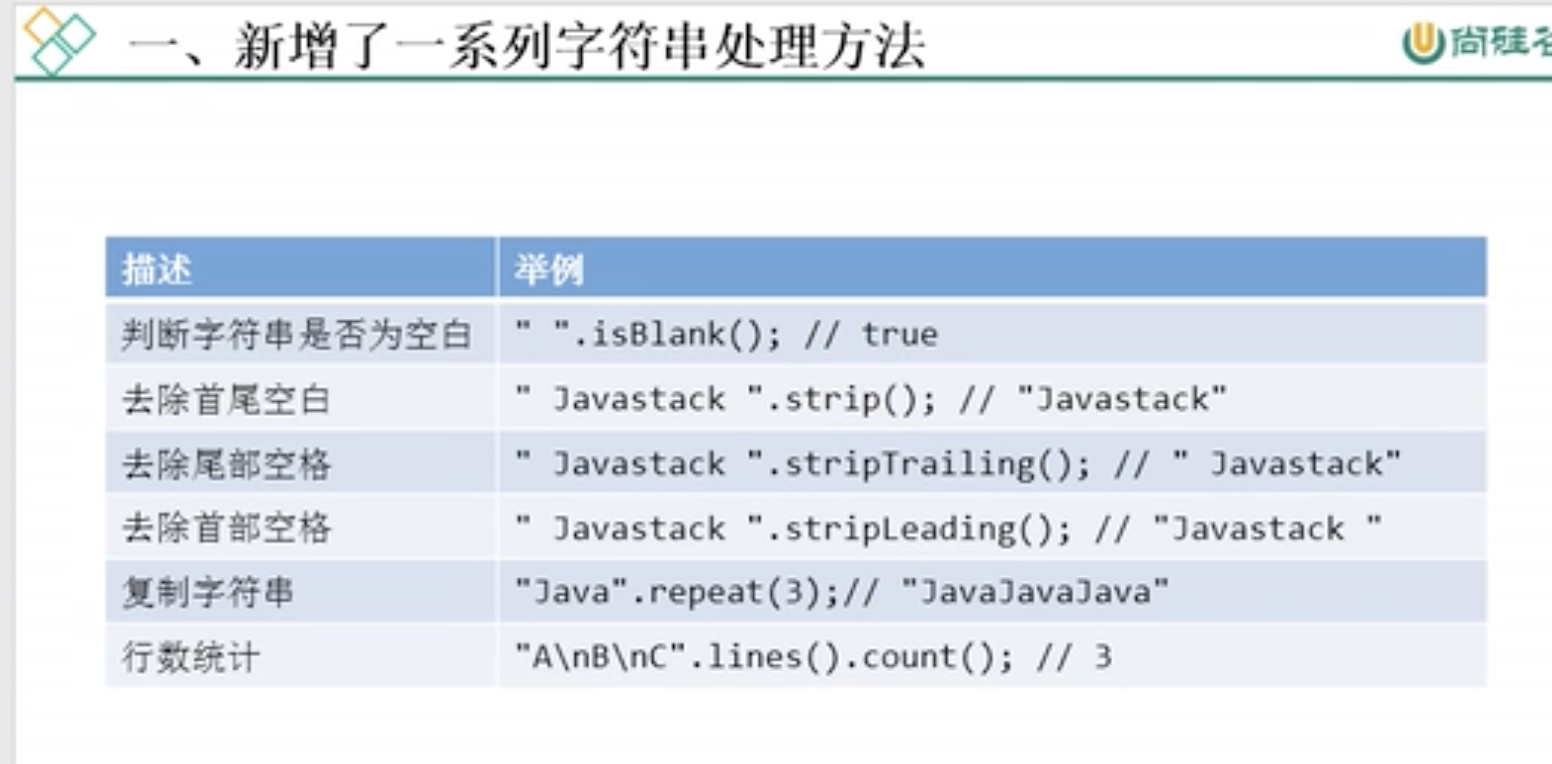 一、新增了一系列字符串处理方法
尚硅谷
描述 举例
判断字符串是否为空白 " ".isBlank(); // true
去除首尾空白 " Javastack ".strip(); // "Javastack"
去除尾部空格 " Javastack ".stripTrailing(); // " Javastack"
去除首部空格 " Javastack ".stripLeading(); // "Javastack "
复制字符串 "Java".repeat(3);// "JavaJavaJava"
行数统计 "A\nB\nC".lines().count(); // 3